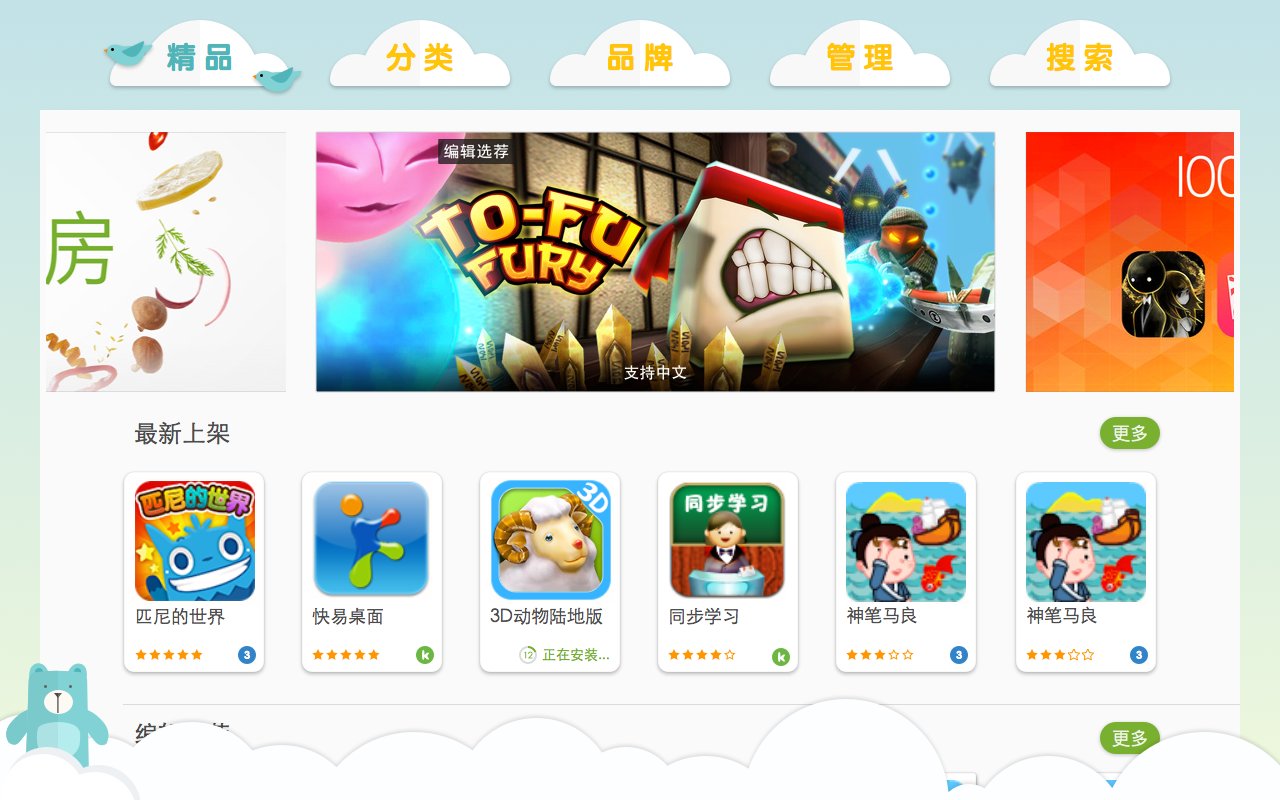 精品
分类
品牌
管理
搜索
房
编辑选荐
TO-FU
FURY
支持中文
100
最新上架
更多
匹尼的世界
3D
同步学习
匹尼的世界
快易桌面
3D动物陆地版
同步学习
神笔马良
神笔马良
3
k
12
正在安装...
k
3
3
更多